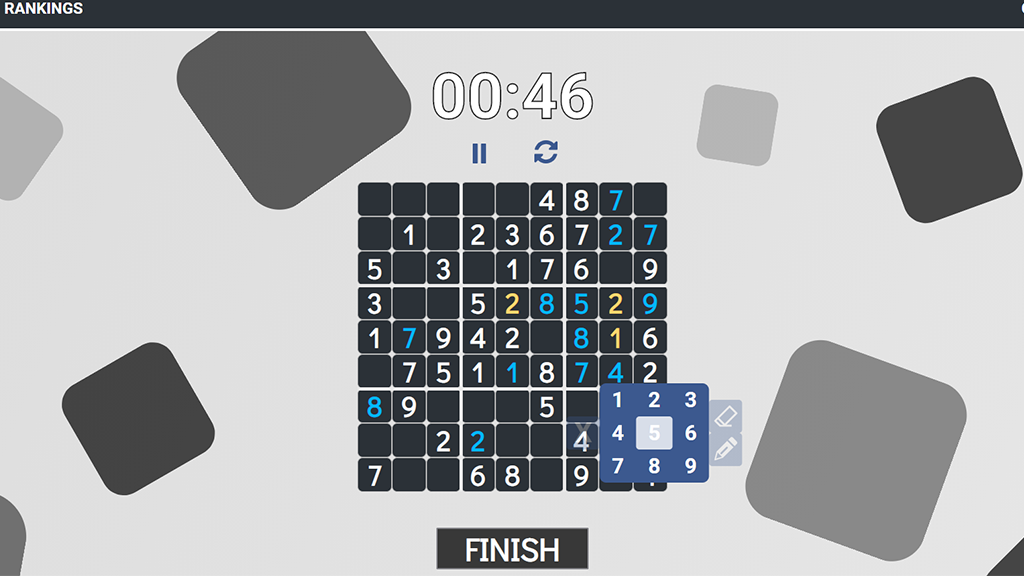 RANKINGS
00:46
4 8 7
1 2 3 6 7 2 7
5 3 1 7 6 9
3 5 2 8 5 2 9
1 7 9 4 2 8 1 6
7 5 1 1 8 7 4 2
8 9 5
2 2 4
7 6 8 9
X
1 2 3
4 5 6
7 8 9
FINISH